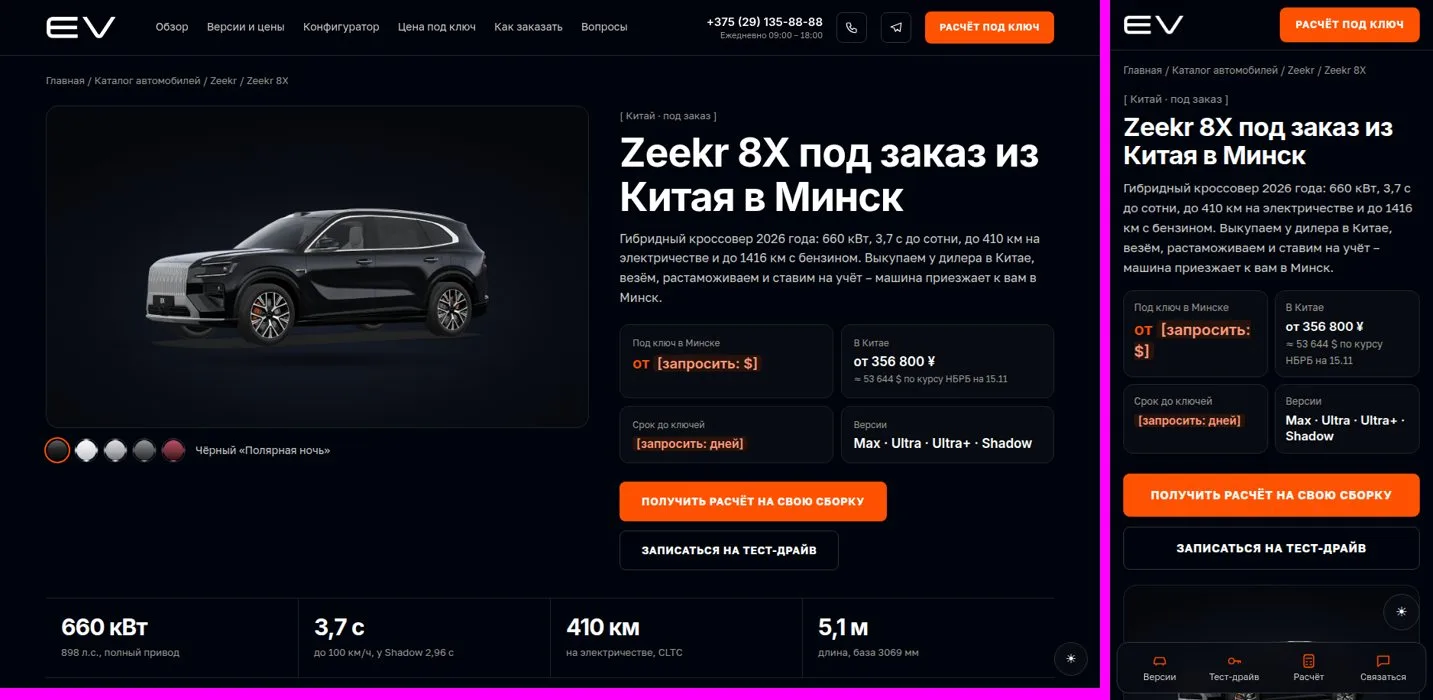 EV
Обзор Версии и цены Конфигуратор Цена под ключ Как заказать Вопросы
+375 (29) 135-88-88
Ежедневно 09:00 – 18:00
РАСЧЁТ ПОД КЛЮЧ
Главная / Каталог автомобилей / Zeekr / Zeekr 8X
[ Китай · под заказ ]
Zeekr 8X под заказ из
Китая в Минск
Гибридный кроссовер 2026 года: 660 кВт, 3,7 с до сотни, до 410 км на
электричестве и до 1416 км с бензином. Выкупаем у дилера в Китае,
везём, растаможиваем и ставим на учёт – машина приезжает к вам в
Минск.
Под ключ в Минске
от [запросить: $]
В Китае
от 356 800 ¥
≈ 53 644 $ по курсу НБРБ на 15.11
Срок до ключей
[запросить: дней]
Версии
Max · Ultra · Ultra+ · Shadow
ПОЛУЧИТЬ РАСЧЁТ НА СВОЮ СБОРКУ
ЗАПИСАТЬСЯ НА ТЕСТ-ДРАЙВ
8X
Чёрный «Полярная ночь»
660 кВт
898 л.с., полный привод
3,7 с
до 100 км/ч, у Shadow 2,96 с
410 км
на электричестве, CLTC
5,1 м
длина, база 3069 мм
EV
РАСЧЁТ ПОД КЛЮЧ
Главная / Каталог автомобилей / Zeekr / Zeekr 8X
[ Китай · под заказ ]
Zeekr 8X под заказ из
Китая в Минск
Гибридный кроссовер 2026 года: 660 кВт, 3,7 с
до сотни, до 410 км на электричестве и до 1416
км с бензином. Выкупаем у дилера в Китае,
везём, растаможиваем и ставим на учёт –
машина приезжает к вам в Минск.
Под ключ в Минске
от [запросить:
$]
В Китае
от 356 800 ¥
≈ 53 644 $ по курсу
НБРБ на 15.11
Срок до ключей
[запросить: дней]
Версии
Max · Ultra · Ultra+ ·
Shadow
ПОЛУЧИТЬ РАСЧЁТ НА СВОЮ СБОРКУ
ЗАПИСАТЬСЯ НА ТЕСТ-ДРАЙВ
Версии Тест-драйв Расчёт Связаться